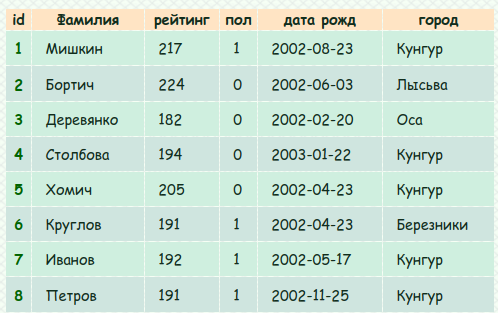 id Фамилия рейтинг пол дата рожд город
1 Мишкин 217 1 2002-08-23 Кунгур
2 Бортич 224 0 2002-06-03 Лысьва
3 Деревянко 182 0 2002-02-20 Оса
4 Столбова 194 0 2003-01-22 Кунгур
5 Хомич 205 0 2002-04-23 Кунгур
6 Круглов 191 1 2002-04-23 Березники
7 Иванов 192 1 2002-05-17 Кунгур
8 Петров 191 1 2002-11-25 Кунгур